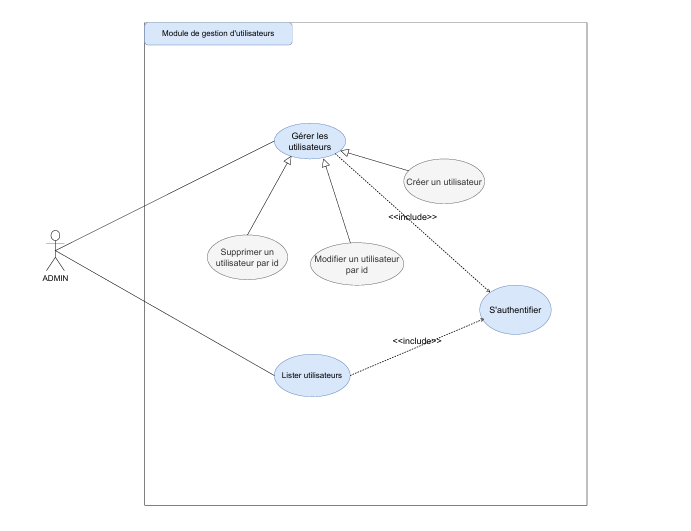 Module de gestion d'utilisateurs
Gérer les
utilisateurs
Créer un utilisateur
<<include>>
Supprimer un
utilisateur par id
Modifier un utilisateur
par id
ADMIN
S'authentifier
<<include>>
Lister utilisateurs